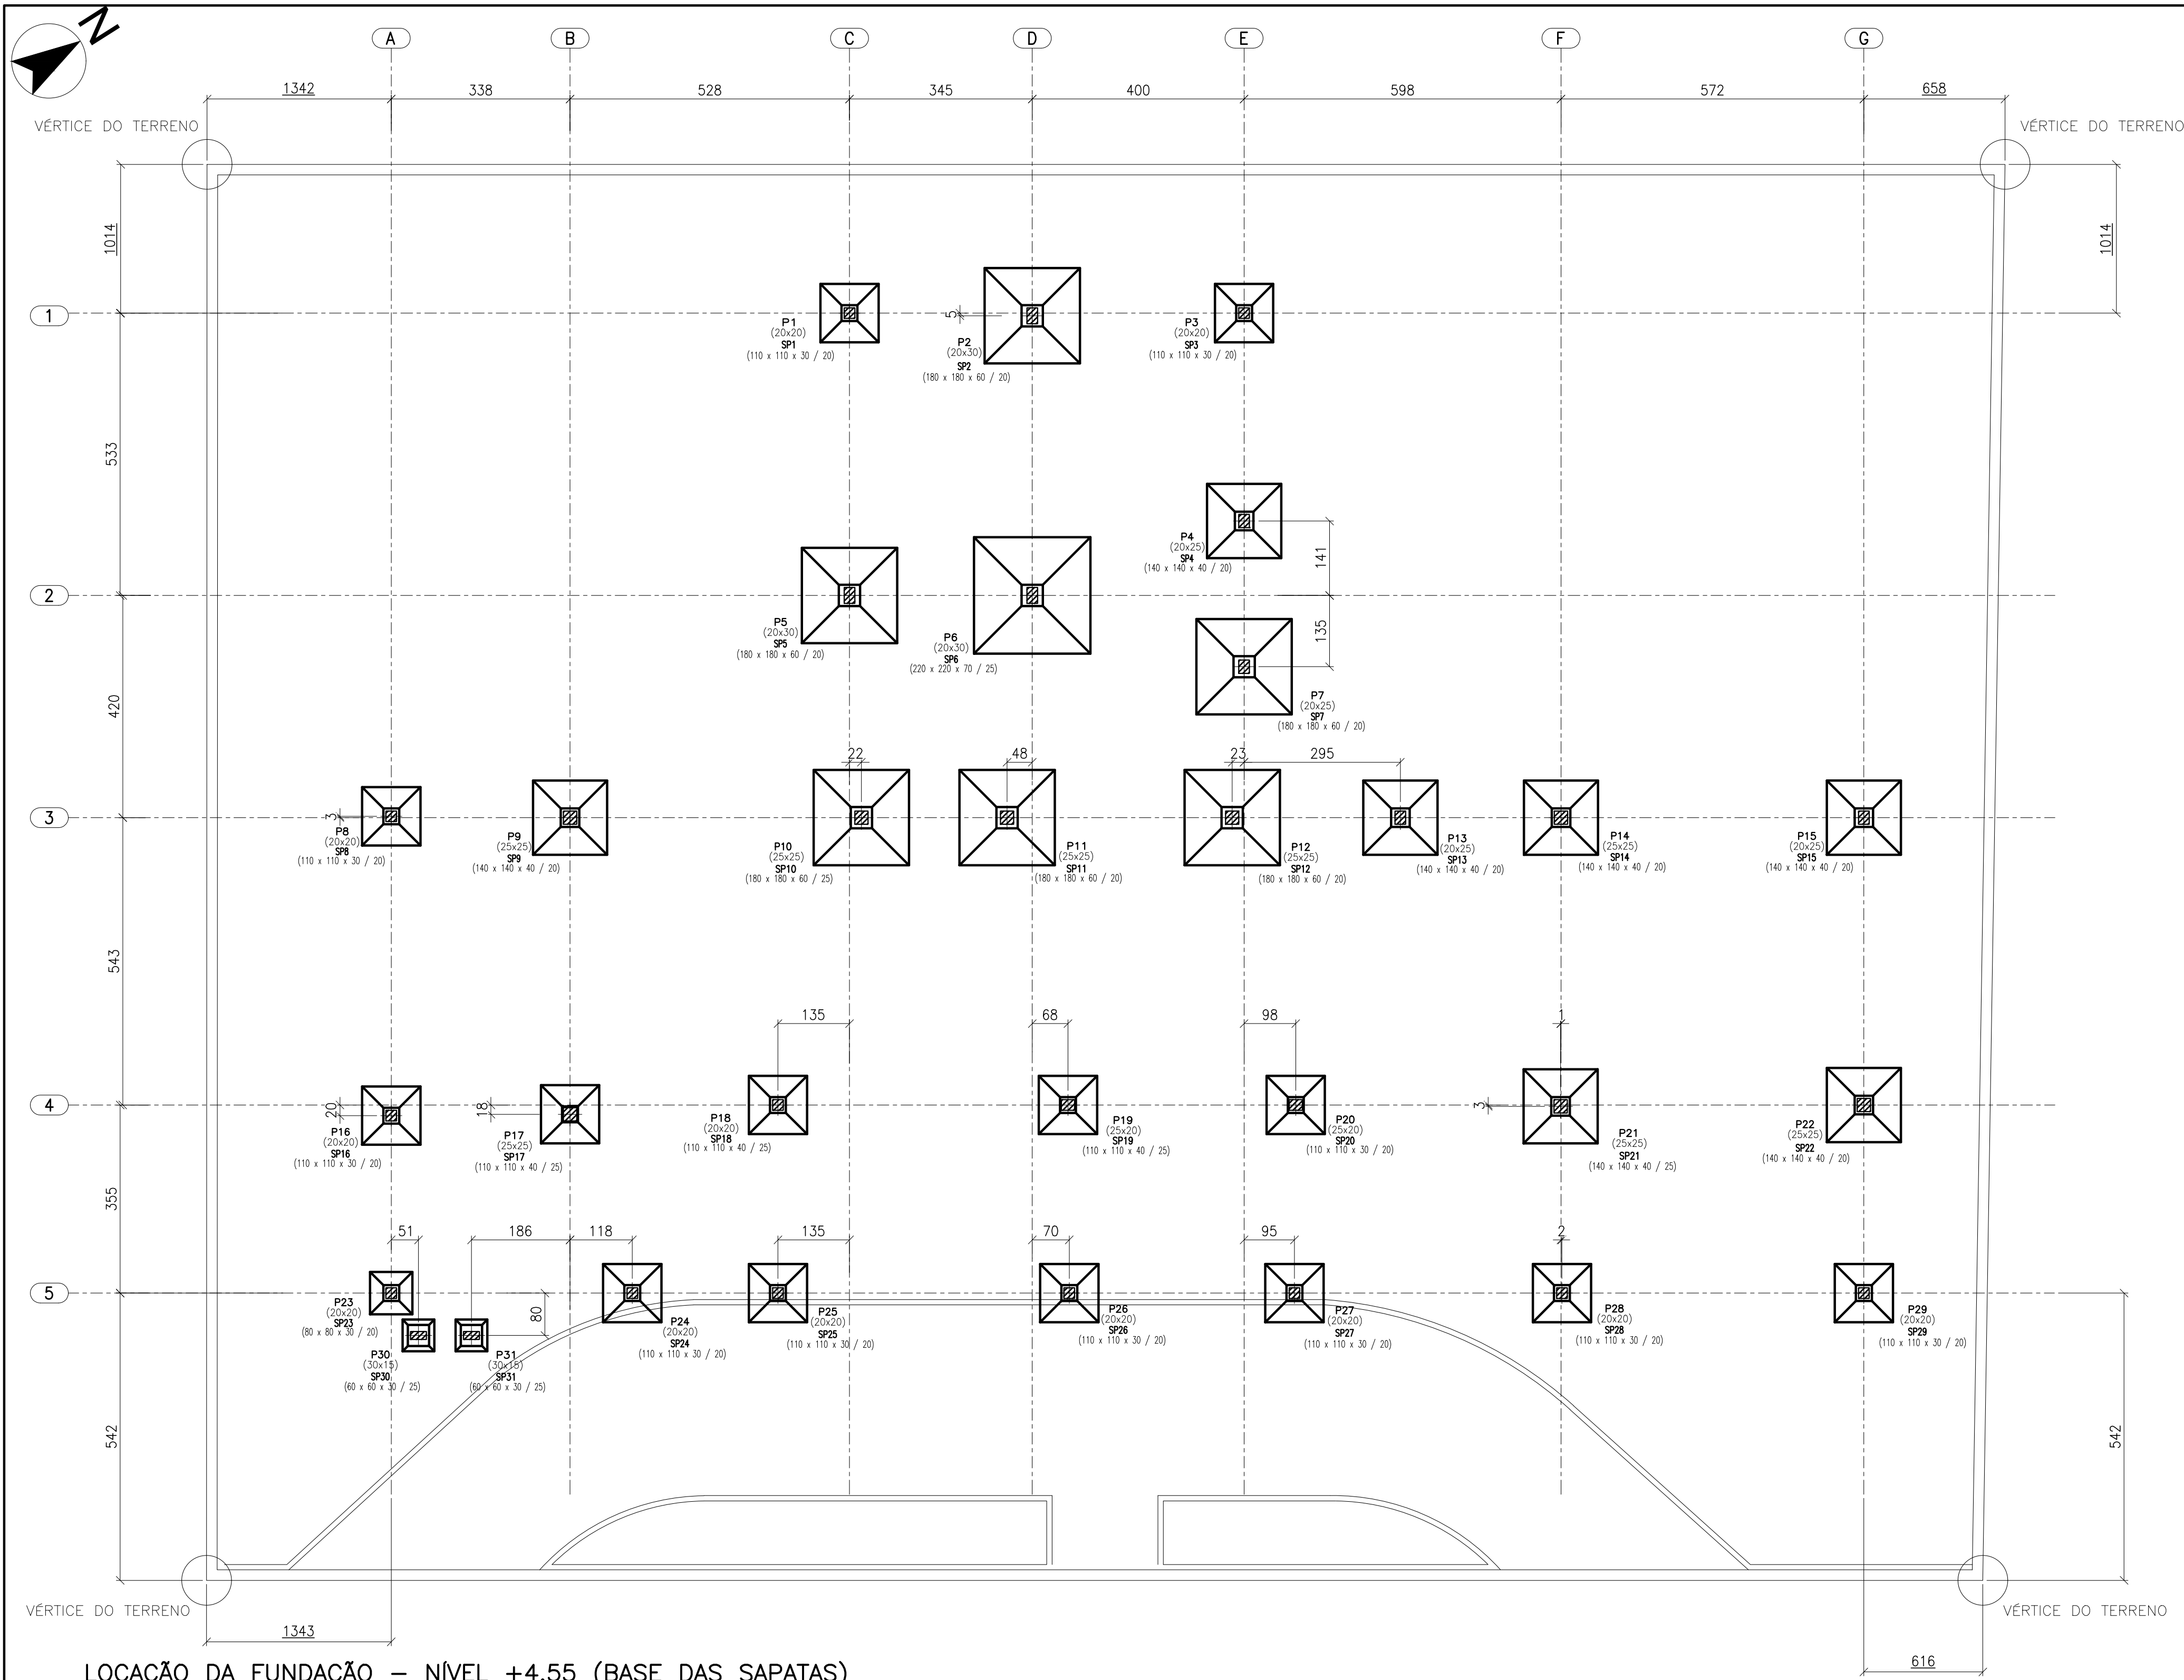 N
A
B
C
D
E
F
G
1342
338
528
345
400
598
572
658
VÉRTICE DO TERRENO
VÉRTICE DO TERRENO
1014
1014
1
5
P1
(20x20)
SP1
(110 x 110 x 30 / 20)
P2
(20x30)
SP2
(180 x 180 x 60 / 20)
P3
(20x20)
SP3
(110 x 110 x 30 / 20)
533
P4
(20x25)
SP4
(140 x 140 x 40 / 20)
141
2
135
P5
(20x30)
SP5
(180 x 180 x 60 / 20)
P6
(20x30)
SP6
(220 x 220 x 70 / 25)
P7
(20x25)
SP7
(180 x 180 x 60 / 20)
420
22
48
23
295
3
3
P8
(20x20)
SP8
(110 x 110 x 30 / 20)
P9
(25x25)
SP9
(140 x 140 x 40 / 20)
P10
(25x25)
SP10
(180 x 180 x 60 / 25)
P11
(25x25)
SP11
(180 x 180 x 60 / 20)
P12
(25x25)
SP12
(180 x 180 x 60 / 20)
P13
(20x25)
SP13
(140 x 140 x 40 / 20)
P14
(25x25)
SP14
(140 x 140 x 40 / 20)
P15
(20x25)
SP15
(140 x 140 x 40 / 20)
543
135
68
98
1
4
20
18
3
P16
(20x20)
SP16
(110 x 110 x 30 / 20)
P17
(25x25)
SP17
(110 x 110 x 40 / 25)
P18
(20x20)
SP18
(110 x 110 x 40 / 25)
P19
(25x20)
SP19
(110 x 110 x 40 / 25)
P20
(25x20)
SP20
(110 x 110 x 30 / 20)
P21
(25x25)
SP21
(140 x 140 x 40 / 25)
P22
(25x25)
SP22
(140 x 140 x 40 / 20)
355
51
186
118
135
70
95
2
5
80
P23
(20x20)
SP23
(80 x 80 x 30 / 20)
P24
(20x20)
SP24
(110 x 110 x 30 / 20)
P25
(20x20)
SP25
(110 x 110 x 30 / 20)
P26
(20x20)
SP26
(110 x 110 x 30 / 20)
P27
(20x20)
SP27
(110 x 110 x 30 / 20)
P28
(20x20)
SP28
(110 x 110 x 30 / 20)
P29
(20x20)
SP29
(110 x 110 x 30 / 20)
P30
(30x15)
SP30
(60 x 60 x 30 / 25)
P31
(30x15)
SP31
(60 x 60 x 30 / 25)
542
542
VÉRTICE DO TERRENO
VÉRTICE DO TERRENO
1343
616
LOCAÇÃO DA FUNDAÇÃO – NÍVEL +4.55 (BASE DAS SAPATAS)